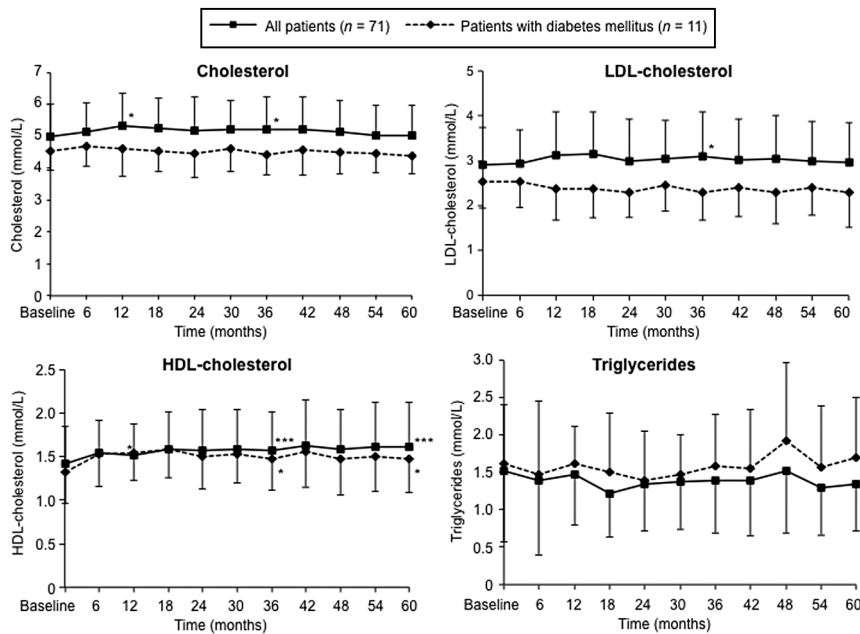 All patients (n = 71) Patients with diabetes mellitus (n = 11)
Cholesterol
Cholesterol (mmol/L)
7
6
5
4
3
2
1
0
* *
Baseline 6 12 18 24 30 36 42 48 54 60
Time (months)
LDL-cholesterol
LDL-cholesterol (mmol/L)
5
4
3
2
1
0
*
Baseline 6 12 18 24 30 36 42 48 54 60
Time (months)
HDL-cholesterol
HDL-cholesterol (mmol/L)
2.5
2.0
1.5
1.0
0.5
0
* *** ***
* *
Baseline 6 12 18 24 30 36 42 48 54 60
Time (months)
Triglycerides
Triglycerides (mmol/L)
3.0
2.5
2.0
1.5
1.0
0.5
0
Baseline 6 12 18 24 30 36 42 48 54 60
Time (months)